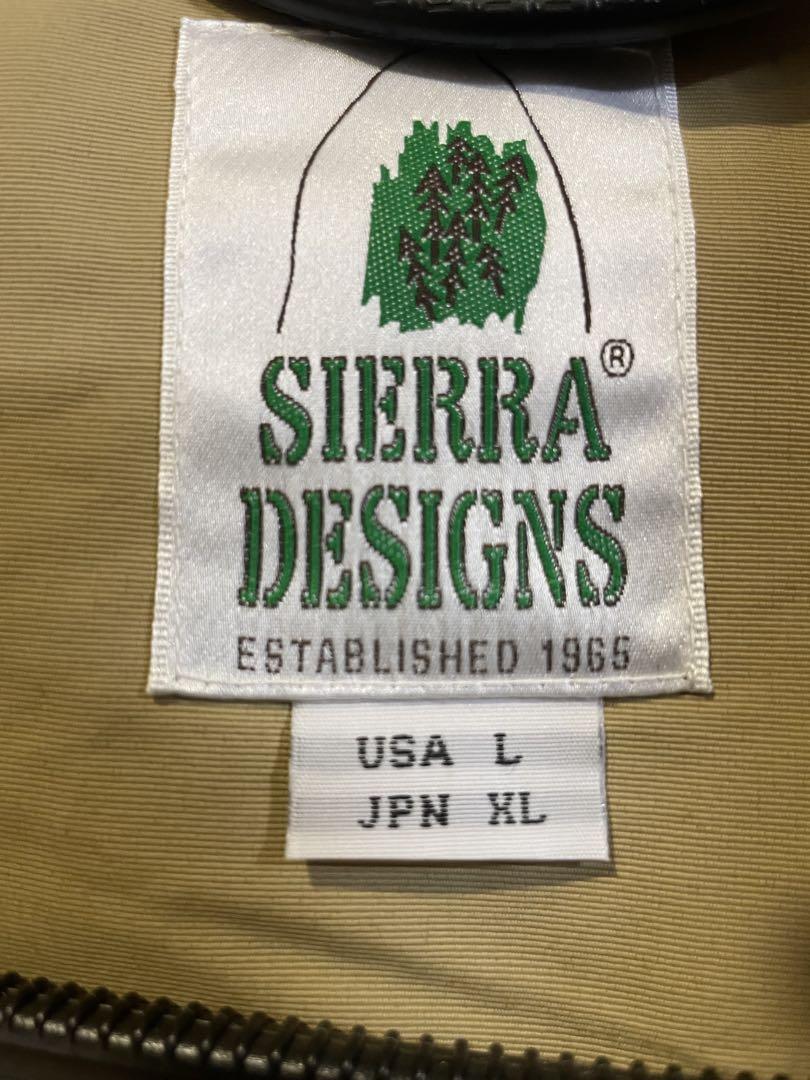 SIERRA®
DESIGNS
ESTABLISHED 1965
USA L
JPN XL